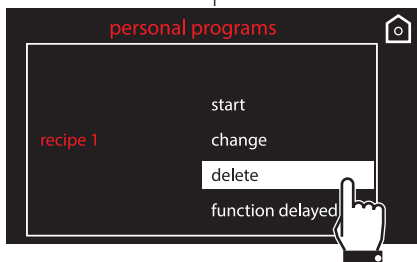 personal programs
start
recipe 1
change
delete
function delayed